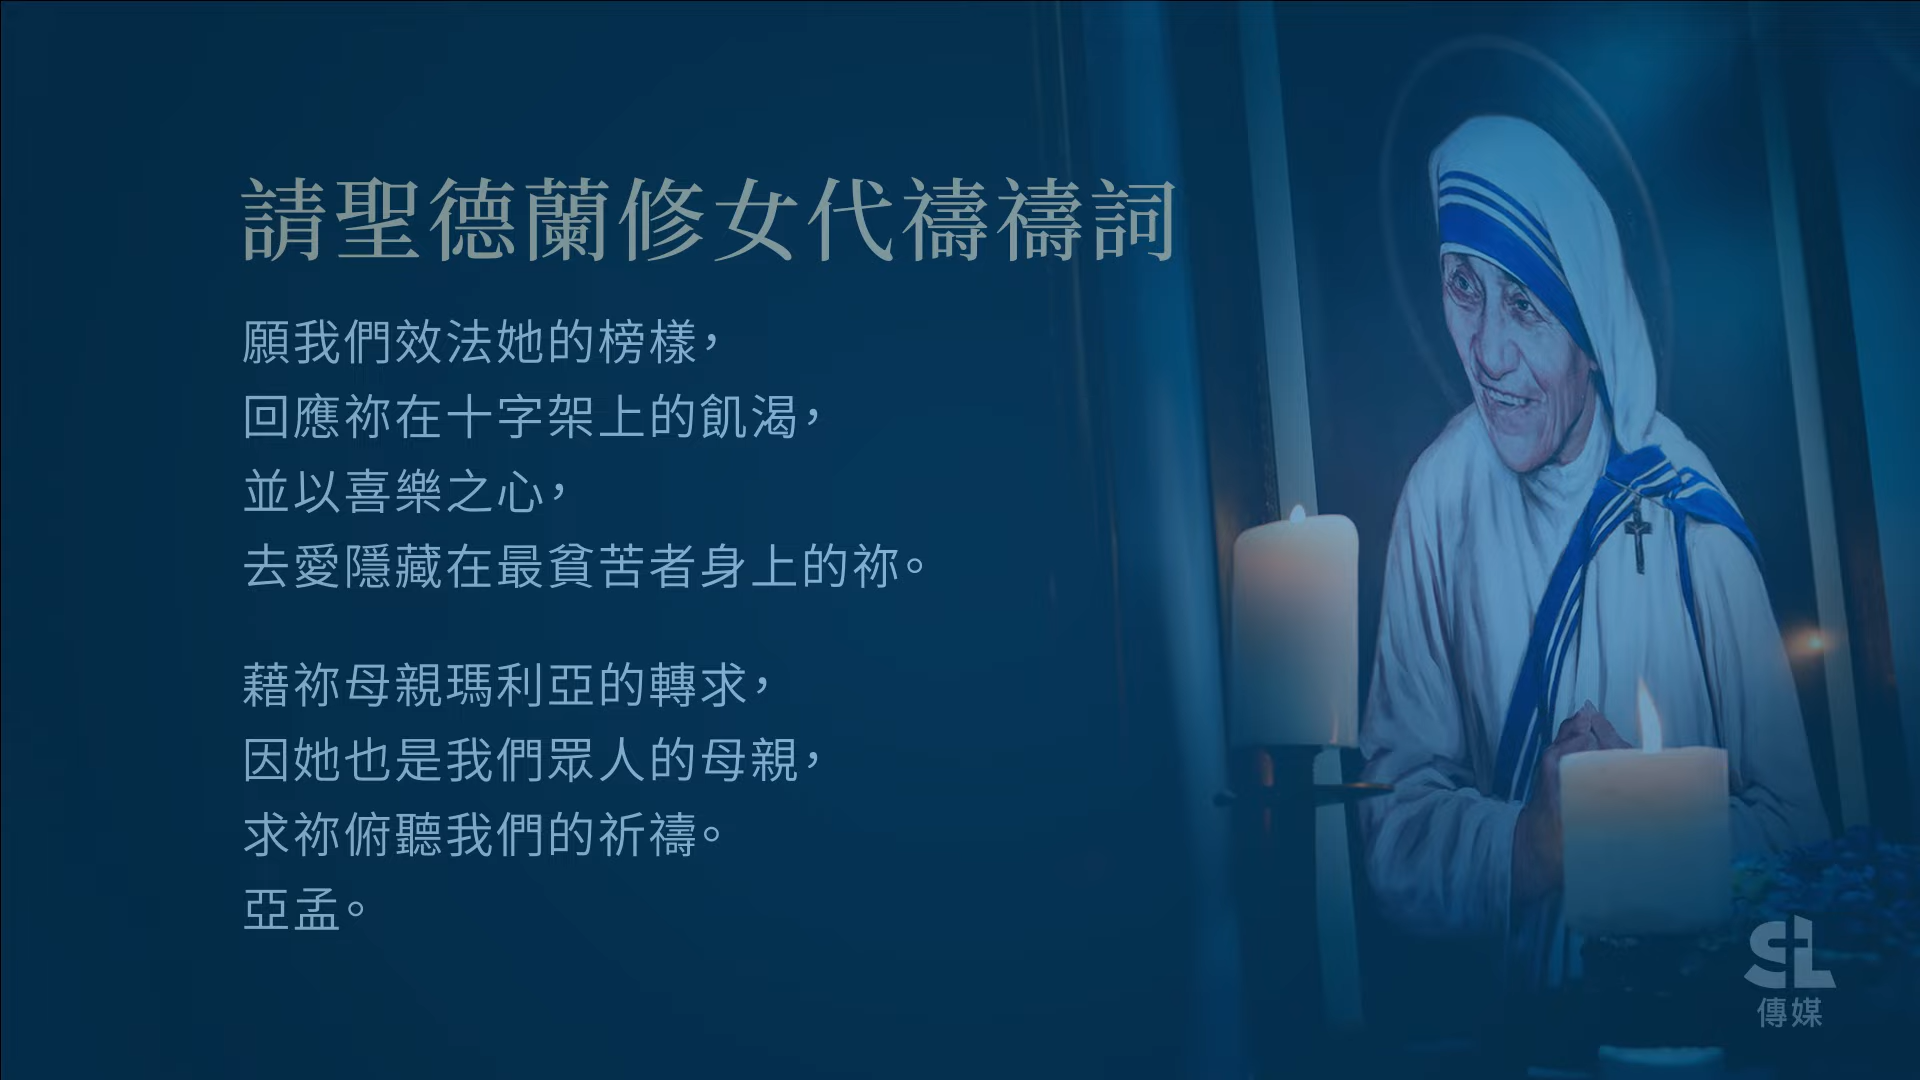 請聖德蘭修女代禱禱詞
願我們效法她的榜樣，
回應祢在十字架上的飢渴，
並以喜樂之心，
去愛隱藏在最貧苦者身上的祢。
藉祢母親瑪利亞的轉求，
因她也是我們眾人的母親，
求祢俯聽我們的祈禱。
亞孟。
SL
傳媒